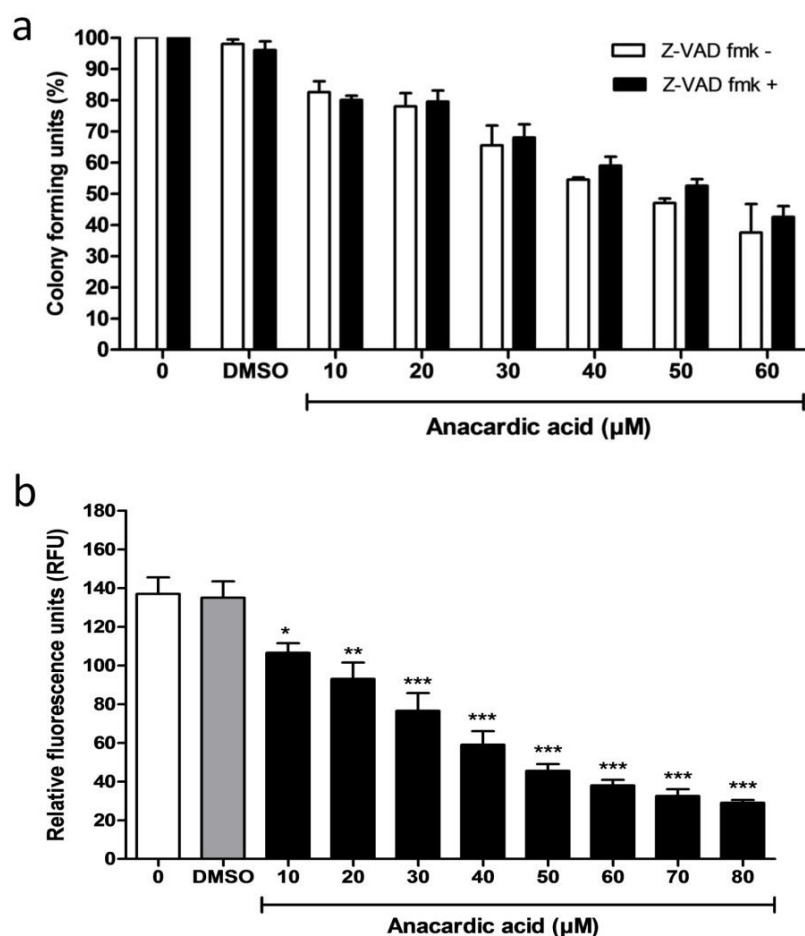 a
Colony forming units (%)
100
90
80
70
60
50
40
30
20
10
0
Z-VAD fmk -
Z-VAD fmk +
0 DMSO 10 20 30 40 50 60
Anacardic acid (µM)
b
Relative fluorescence units (RFU)
180
160
140
120
100
80
60
40
20
0
* ** *** *** *** *** *** ***
0 DMSO 10 20 30 40 50 60 70 80
Anacardic acid (µM)